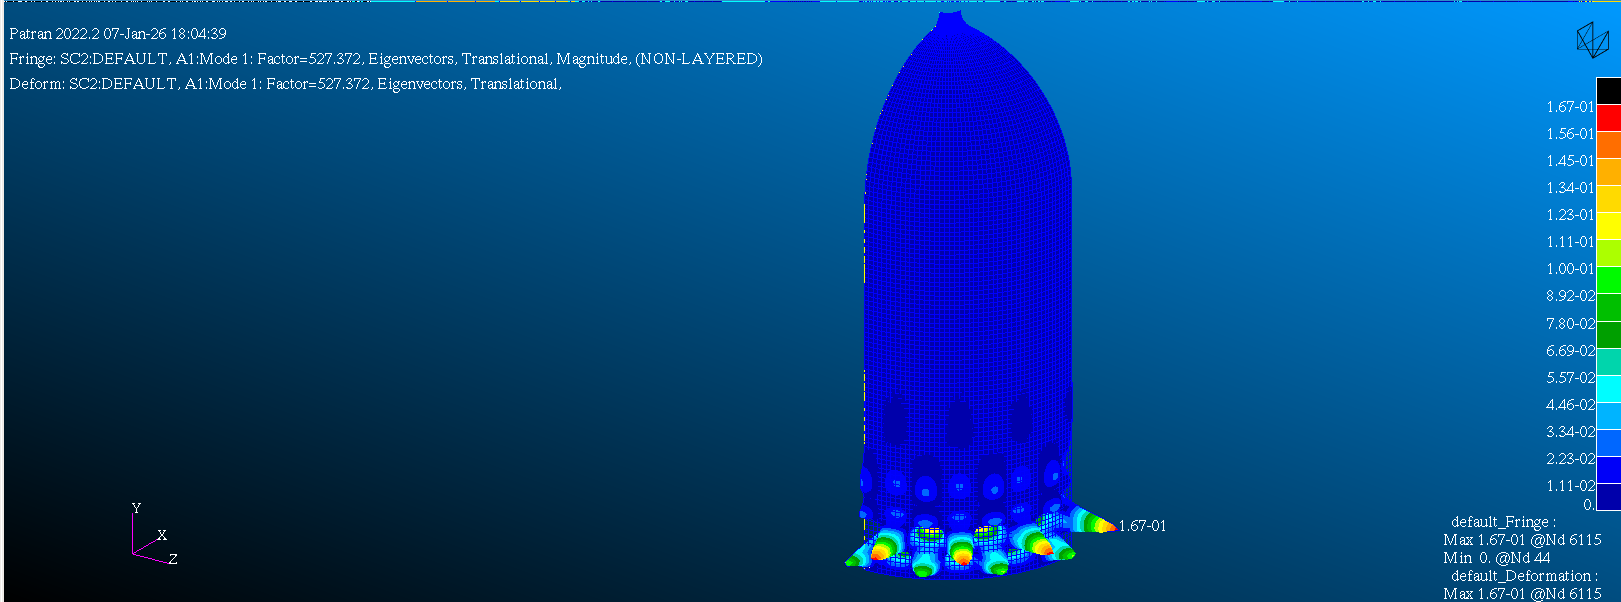 Patran 2022.2 07-Jan-26 18:04:39
Fringe: SC2:DEFAULT, A1:Mode 1: Factor=527.372, Eigenvectors, Translational, Magnitude, (NON-LAYERED)
Deform: SC2:DEFAULT, A1:Mode 1: Factor=527.372, Eigenvectors, Translational,
1.67-01
1.56-01
1.45-01
1.34-01
1.23-01
1.11-01
1.00-01
8.92-02
7.80-02
6.69-02
5.57-02
4.46-02
3.34-02
2.23-02
1.11-02
0.
1.67-01
Y
X
Z
default_Fringe :
Max 1.67-01 @Nd 6115
Min 0. @Nd 44
default_Deformation :
Max 1.67-01 @Nd 6115